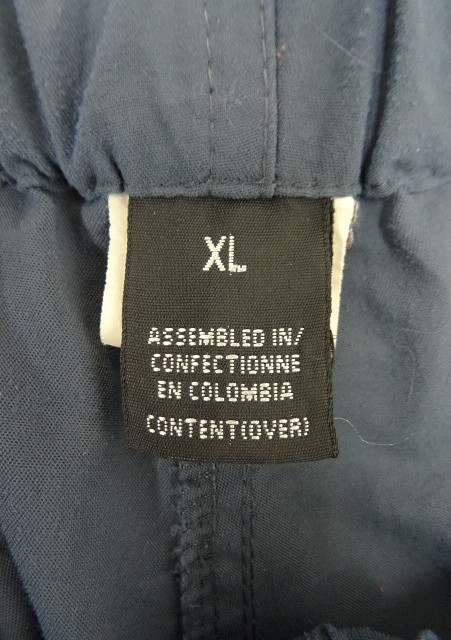 XL
ASSEMBLED IN/
CONFECTIONNE
EN COLOMBIA
CONTENT(OVER)